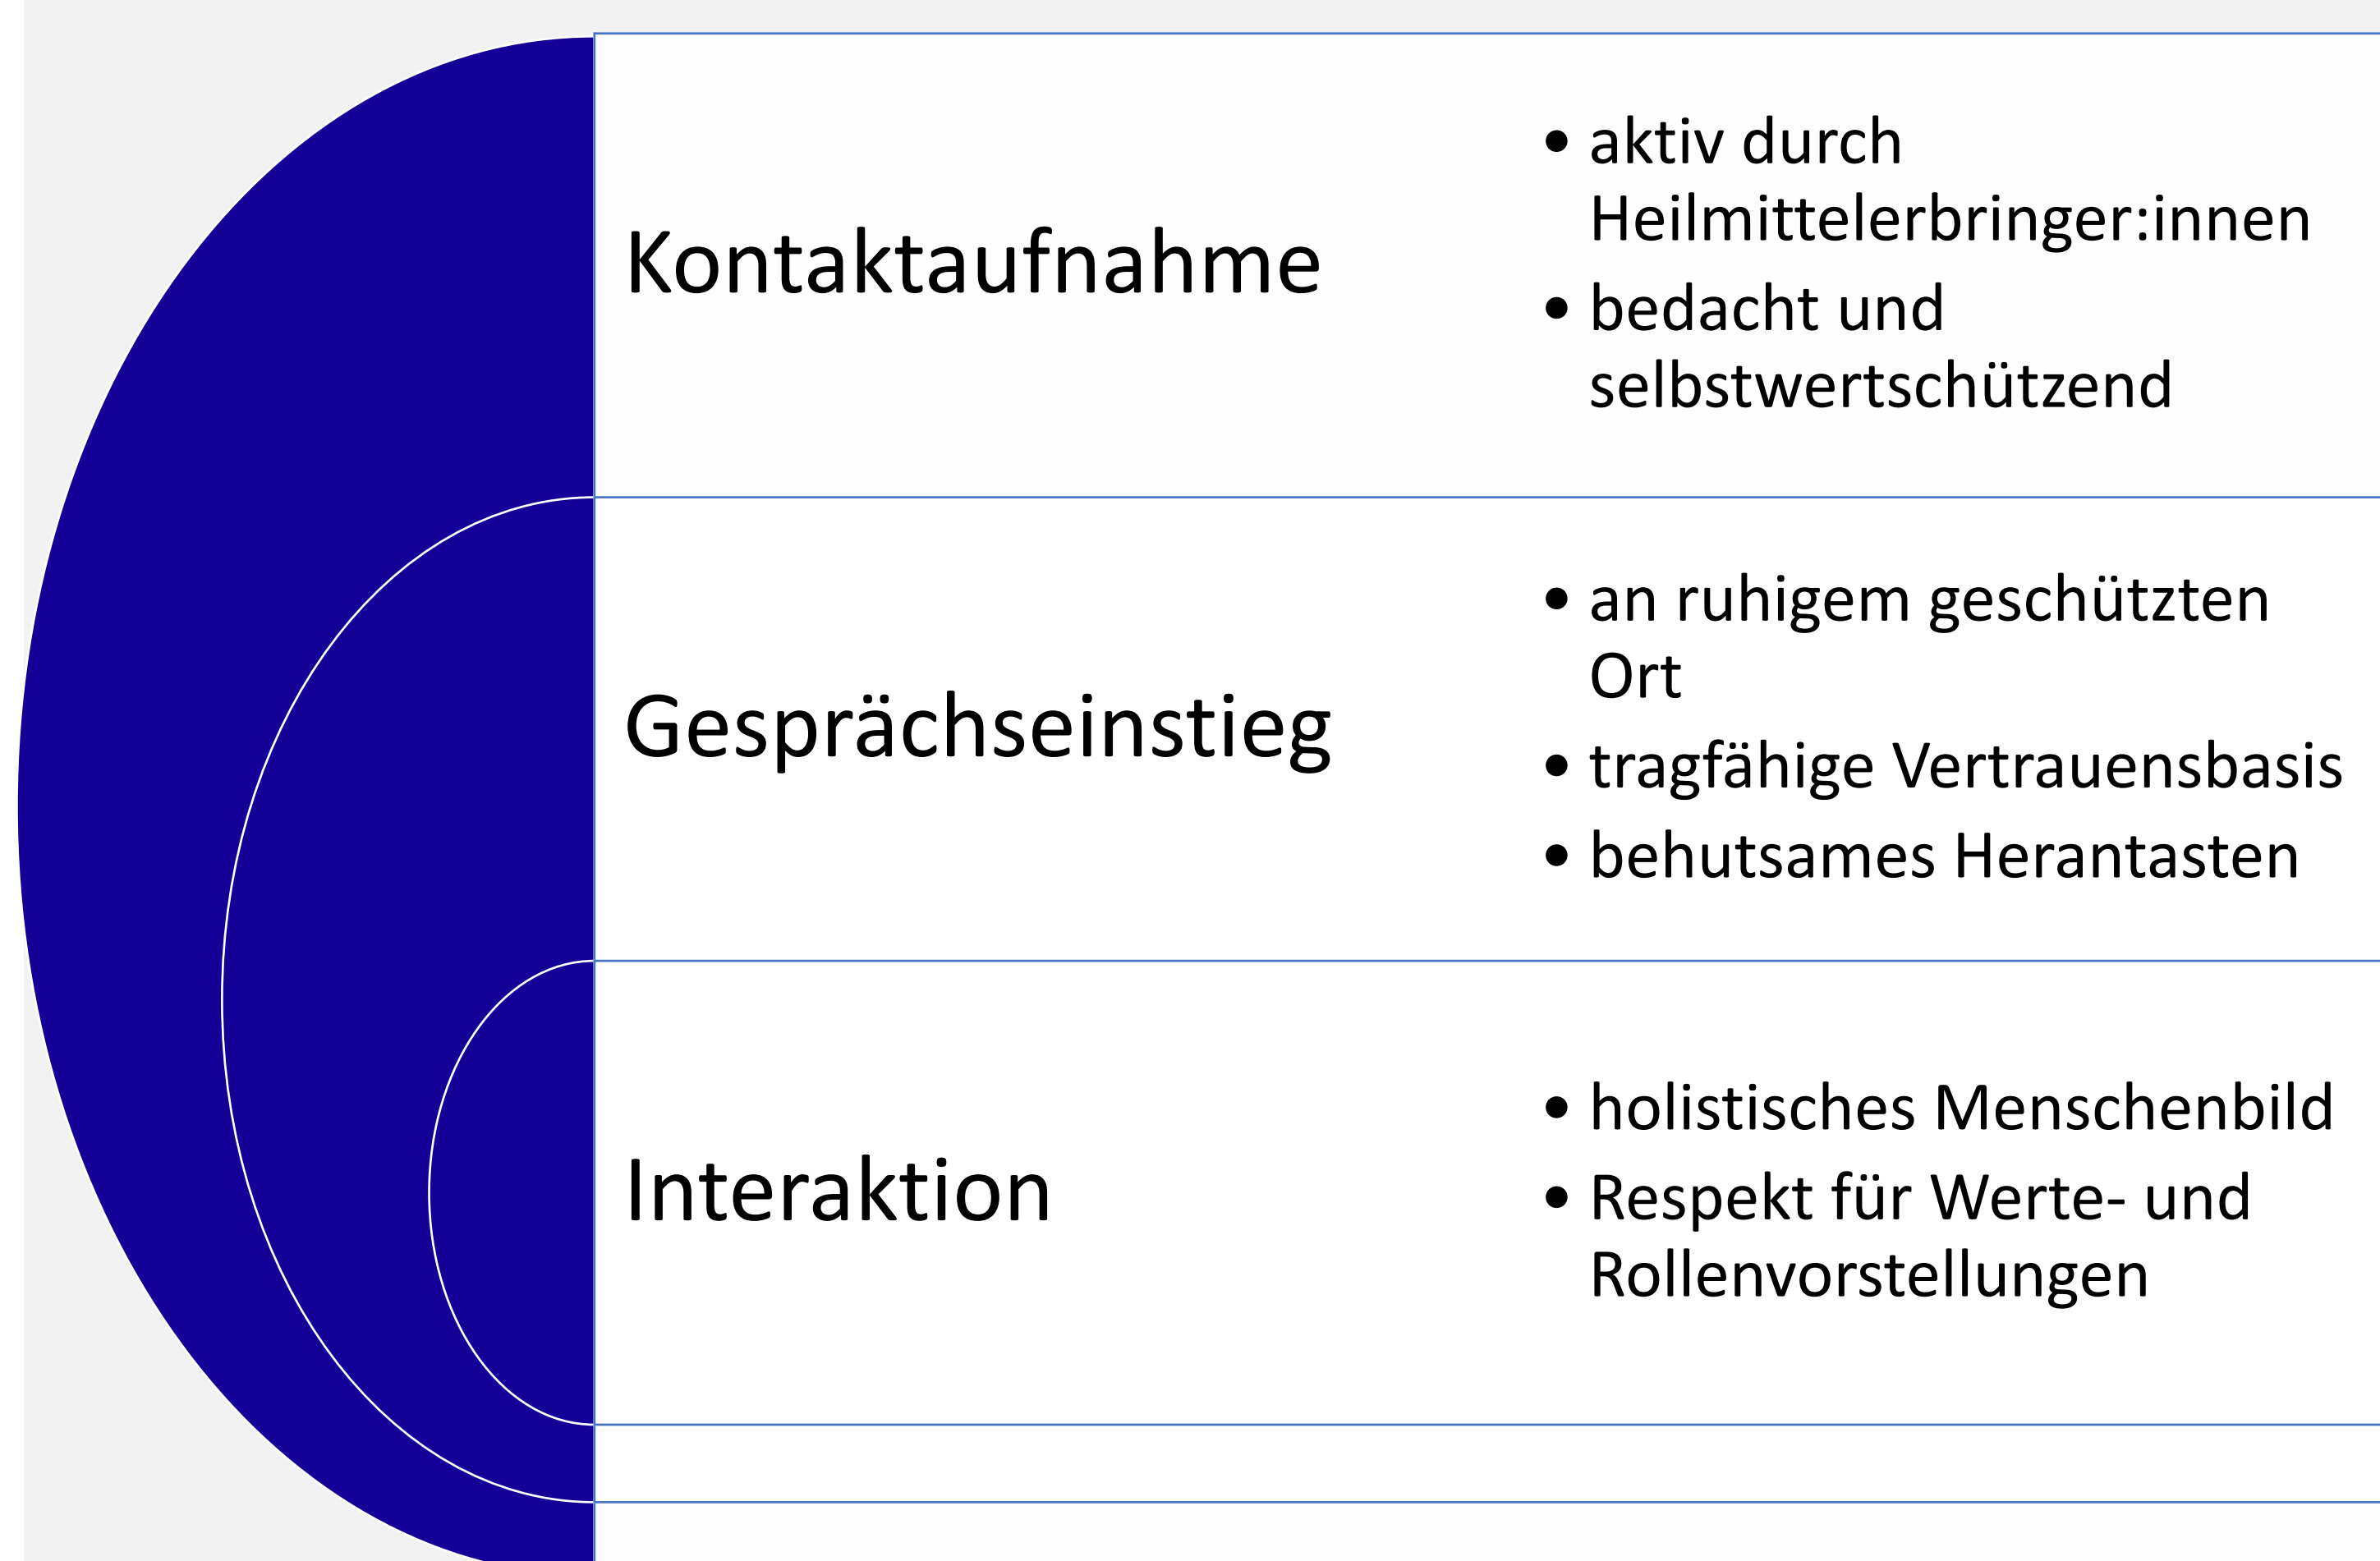 Kontaktaufnahme
• aktiv durch
Heilmittelerbringer:innen
• bedacht und
selbstwertschützend
Gesprächseinstieg
• an ruhigem geschützten
Ort
• tragfähige Vertrauensbasis
• behutsames Herantasten
Interaktion
• holistisches Menschenbild
• Respekt für Werte- und
Rollenvorstellungen